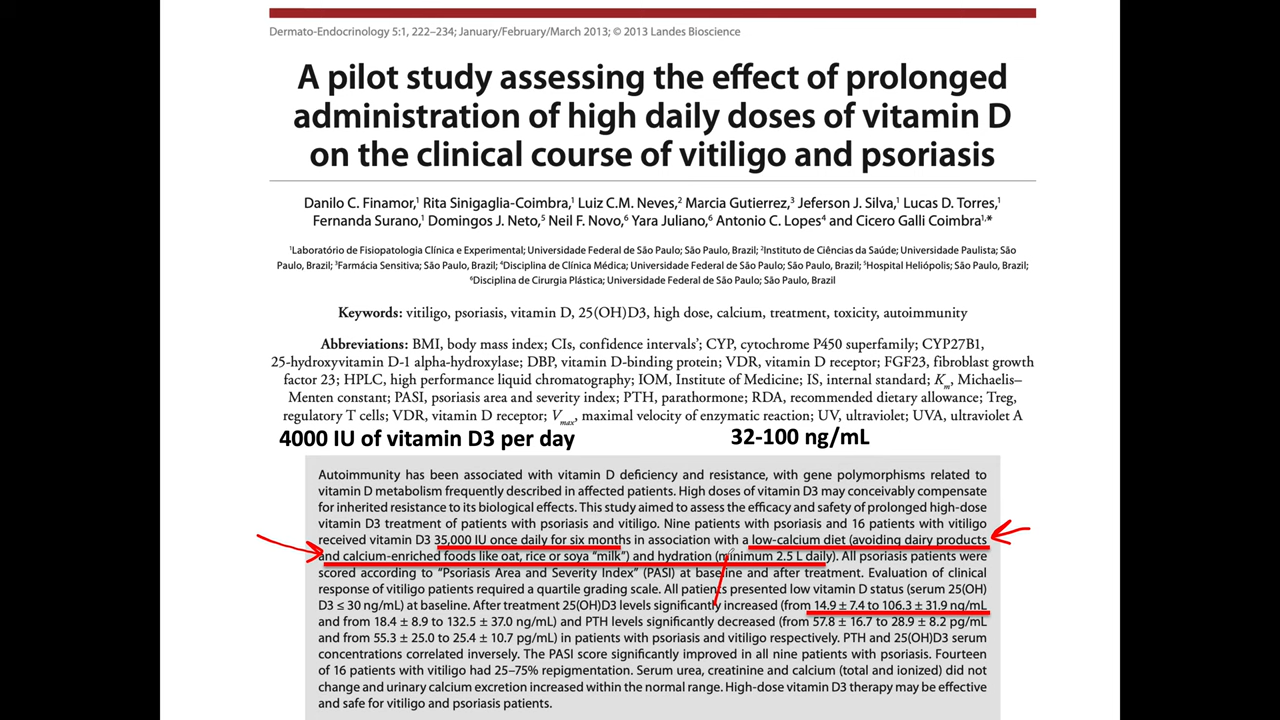 Dermato-Endocrinology 5:1, 222–234; January/February/March 2013; © 2013 Landes Bioscience
A pilot study assessing the effect of prolonged
administration of high daily doses of vitamin D
on the clinical course of vitiligo and psoriasis
Danilo C. Finamor,¹ Rita Sinigaglia-Coimbra,¹ Luiz C.M. Neves,² Marcia Gutierrez,³ Jeferson J. Silva,¹ Lucas D. Torres,¹
Fernanda Surano,¹ Domingos J. Neto,⁵ Neil F. Novo,⁶ Yara Juliano,⁶ Antonio C. Lopes⁴ and Cicero Galli Coimbra¹,*
¹Laboratório de Fisiopatologia Clínica e Experimental; Universidade Federal de São Paulo; São Paulo, Brazil; ²Instituto de Ciências da Saúde; Universidade Paulista; São
Paulo, Brazil; ³Farmácia Sensitiva; São Paulo, Brazil; ⁴Disciplina de Clínica Médica; Universidade Federal de São Paulo; São Paulo, Brazil; ⁵Hospital Heliópolis; São Paulo, Brazil;
⁶Disciplina de Cirurgia Plástica; Universidade Federal de São Paulo; São Paulo, Brazil
Keywords: vitiligo, psoriasis, vitamin D, 25(OH)D3, high dose, calcium, treatment, toxicity, autoimmunity
Abbreviations: BMI, body mass index; CIs, confidence intervals'; CYP, cytochrome P450 superfamily; CYP27B1,
25-hydroxyvitamin D-1 alpha-hydroxylase; DBP, vitamin D-binding protein; VDR, vitamin D receptor; FGF23, fibroblast growth
factor 23; HPLC, high performance liquid chromatography; IOM, Institute of Medicine; IS, internal standard; Km, Michaelis–
Menten constant; PASI, psoriasis area and severity index; PTH, parathormone; RDA, recommended dietary allowance; Treg,
regulatory T cells; VDR, vitamin D receptor; Vmax, maximal velocity of enzymatic reaction; UV, ultraviolet; UVA, ultraviolet A
4000 IU of vitamin D3 per day 32-100 ng/mL
Autoimmunity has been associated with vitamin D deficiency and resistance, with gene polymorphisms related to
vitamin D metabolism frequently described in affected patients. High doses of vitamin D3 may conceivably compensate
for inherited resistance to its biological effects. This study aimed to assess the efficacy and safety of prolonged high-dose
vitamin D3 treatment of patients with psoriasis and vitiligo. Nine patients with psoriasis and 16 patients with vitiligo
received vitamin D3 35,000 IU once daily for six months in association with a low-calcium diet (avoiding dairy products
and calcium-enriched foods like oat, rice or soya “milk”) and hydration (minimum 2.5 L daily). All psoriasis patients were
scored according to “Psoriasis Area and Severity Index” (PASI) at baseline and after treatment. Evaluation of clinical
response of vitiligo patients required a quartile grading scale. All patients presented low vitamin D status (serum 25(OH)
D3 ≤ 30 ng/mL) at baseline. After treatment 25(OH)D3 levels significantly increased (from 14.9 ± 7.4 to 106.3 ± 31.9 ng/mL
and from 18.4 ± 8.9 to 132.5 ± 37.0 ng/mL) and PTH levels significantly decreased (from 57.8 ± 16.7 to 28.9 ± 8.2 pg/mL
and from 55.3 ± 25.0 to 25.4 ± 10.7 pg/mL) in patients with psoriasis and vitiligo respectively. PTH and 25(OH)D3 serum
concentrations correlated inversely. The PASI score significantly improved in all nine patients with psoriasis. Fourteen
of 16 patients with vitiligo had 25–75% repigmentation. Serum urea, creatinine and calcium (total and ionized) did not
change and urinary calcium excretion increased within the normal range. High-dose vitamin D3 therapy may be effective
and safe for vitiligo and psoriasis patients.